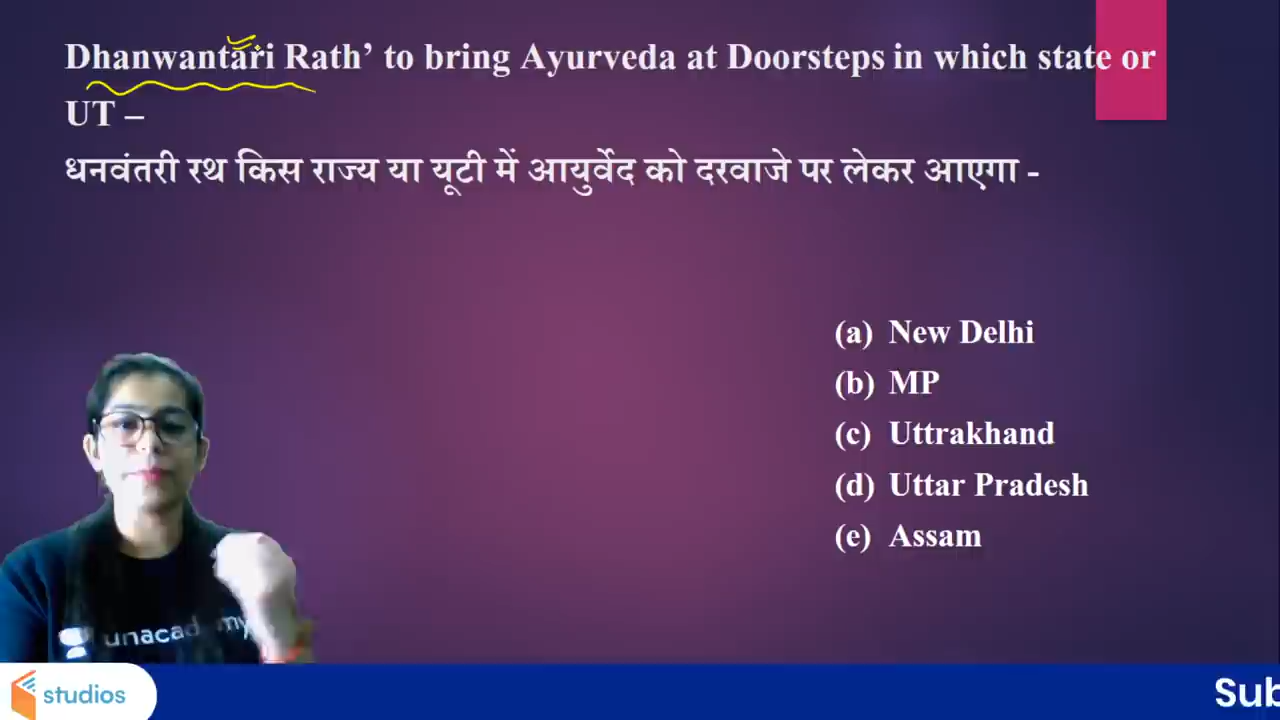 Dhanwantari Rath’ to bring Ayurveda at Doorsteps in which state or
UT –
धनवंतरी रथ किस राज्य या यूटी में आयुर्वेद को दरवाजे पर लेकर आएगा -
(a) New Delhi
(b) MP
(c) Uttrakhand
(d) Uttar Pradesh
(e) Assam
unacademy
studios
Sub